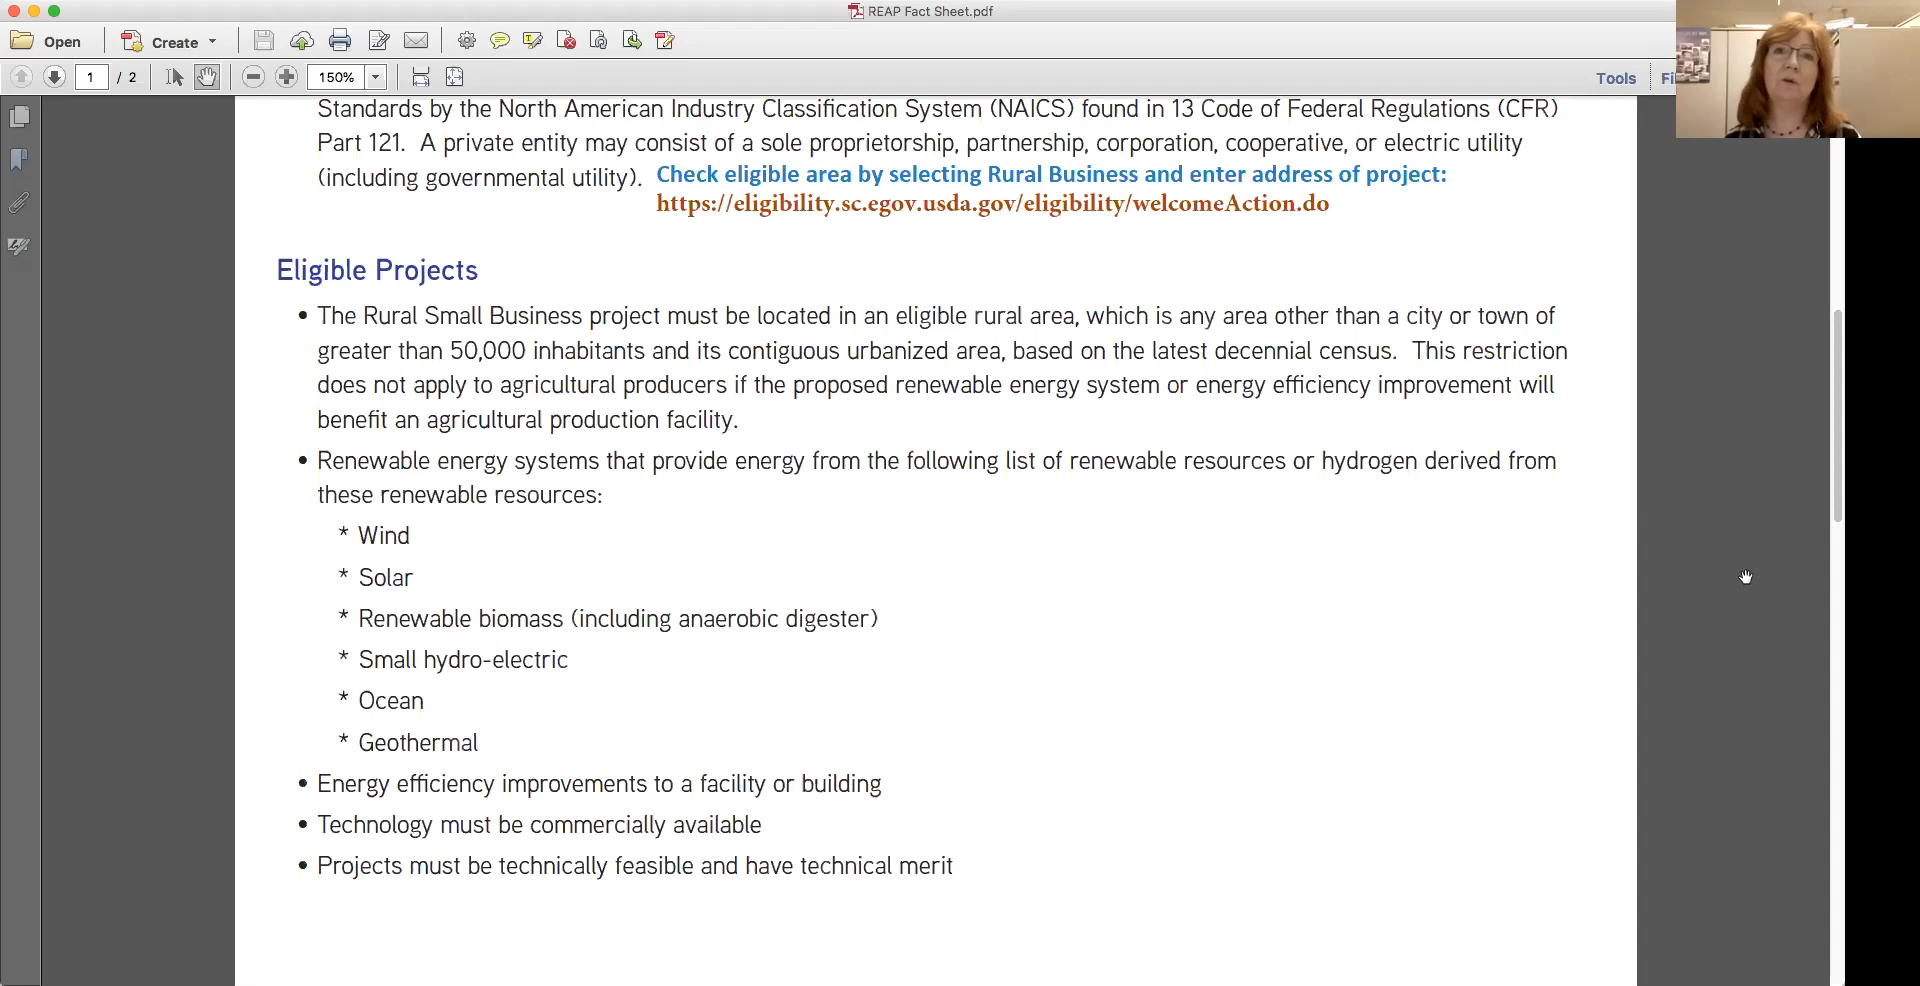 REAP Fact Sheet.pdf
Open
Create
1 / 2
150%
Tools
Fi
Standards by the North American Industry Classification System (NAICS) found in 13 Code of Federal Regulations (CFR)
Part 121. A private entity may consist of a sole proprietorship, partnership, corporation, cooperative, or electric utility
(including governmental utility). Check eligible area by selecting Rural Business and enter address of project:
https://eligibility.sc.egov.usda.gov/eligibility/welcomeAction.do
Eligible Projects
• The Rural Small Business project must be located in an eligible rural area, which is any area other than a city or town of
greater than 50,000 inhabitants and its contiguous urbanized area, based on the latest decennial census. This restriction
does not apply to agricultural producers if the proposed renewable energy system or energy efficiency improvement will
benefit an agricultural production facility.
• Renewable energy systems that provide energy from the following list of renewable resources or hydrogen derived from
these renewable resources:
* Wind
* Solar
* Renewable biomass (including anaerobic digester)
* Small hydro-electric
* Ocean
* Geothermal
• Energy efficiency improvements to a facility or building
• Technology must be commercially available
• Projects must be technically feasible and have technical merit